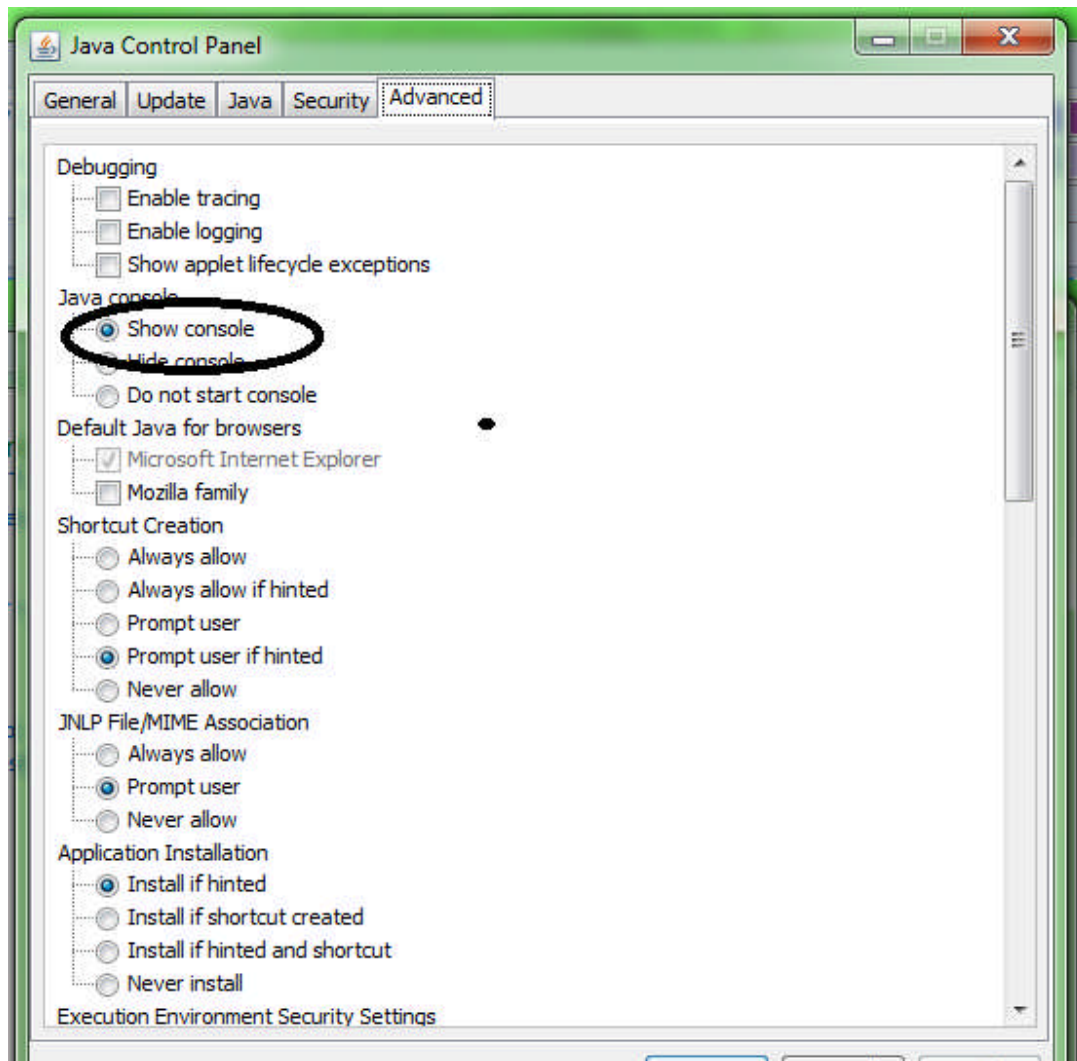 Java Control Panel
General Update Java Security Advanced
Debugging
Enable tracing
Enable logging
Show applet lifecycle exceptions
Java console
Show console
Hide console
Do not start console
Default Java for browsers
Microsoft Internet Explorer
Mozilla family
Shortcut Creation
Always allow
Always allow if hinted
Prompt user
Prompt user if hinted
Never allow
JNLP File/MIME Association
Always allow
Prompt user
Never allow
Application Installation
Install if hinted
Install if shortcut created
Install if hinted and shortcut
Never install
Execution Environment Security Settings